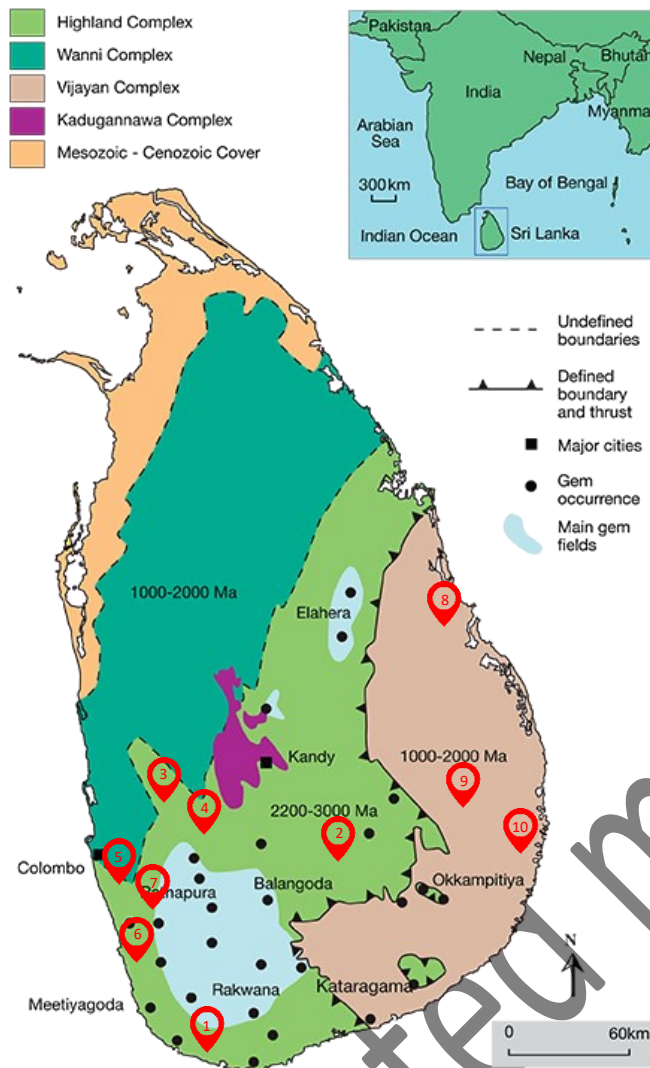 Highland Complex
Wanni Complex
Vijayan Complex
Kadugannawa Complex
Mesozoic - Cenozoic Cover
Pakistan
Nepal
Bhutan
India
Myanma
Arabian
Sea
300km
Bay of Bengal
Indian Ocean
Sri Lanka
Undefined
boundaries
Defined
boundary
and thrust
Major cities
Gem
occurrence
Main gem
fields
1000-2000 Ma
Elahera
8
Kandy
1000-2000 Ma
3
9
4
2200-3000 Ma
2
10
5
Colombo
7
Balangoda
Okkampitiya
6
N
Rakwana
Kataragama
Meetiyagoda
1
0
60km
ted m